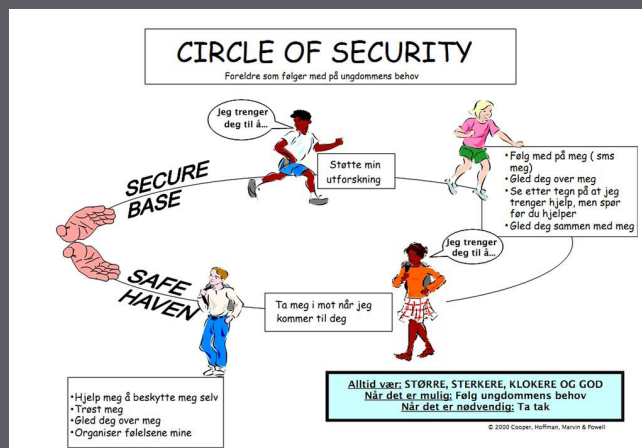 CIRCLE OF SECURITY
Foreldre som følger med på ungdommens behov
Jeg trenger
deg til å...
Støtte min
utforskning
•Følg med på meg ( sms
meg)
•Gled deg over meg
•Se etter tegn på at jeg
trenger hjelp, men spør
før du hjelper
•Gled deg sammen med meg
SECURE
BASE
SAFE
HAVEN
Jeg trenger
deg til å...
Ta meg i mot når jeg
kommer til deg
•Hjelp meg å beskytte meg selv
•Trøst meg
•Gled deg over meg
•Organiser følelsene mine
Alltid vær: STØRRE, STERKERE, KLOKERE OG GOD
Når det er mulig: Følg ungdommens behov
Når det er nødvendig: Ta tak
© 2000 Cooper, Hoffman, Marvin & Powell